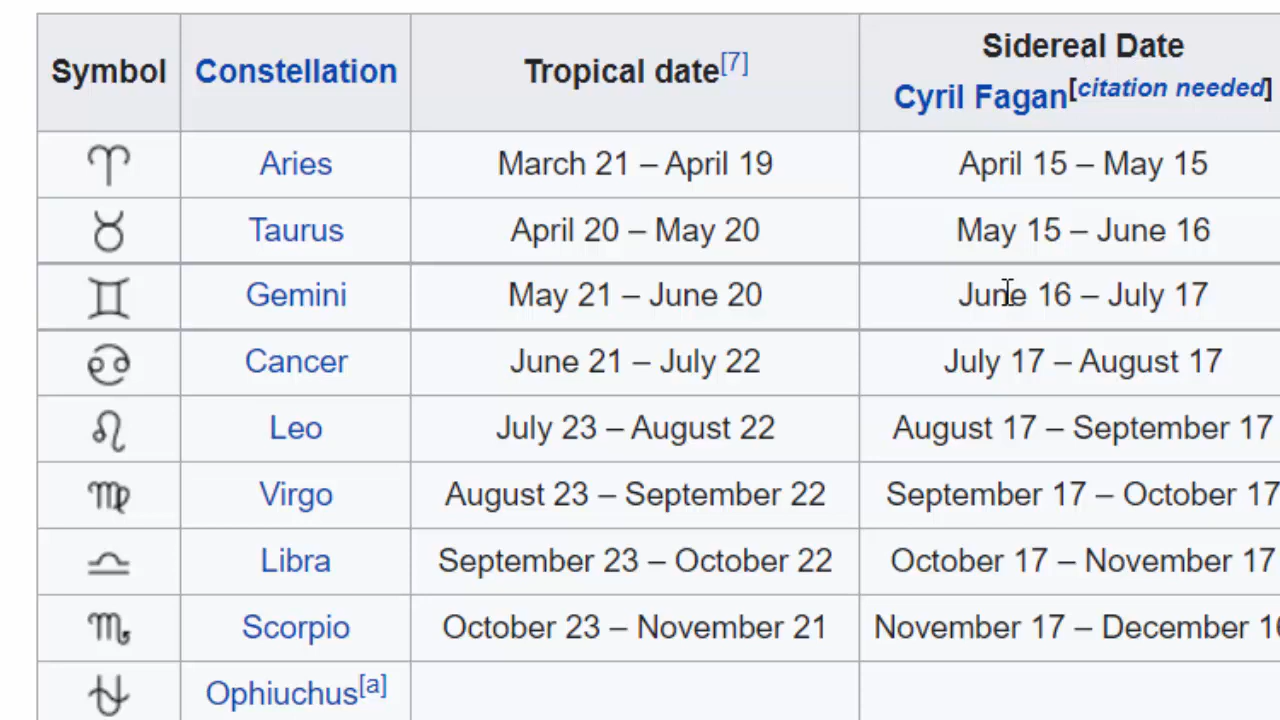 Symbol Constellation Tropical date[7] Sidereal Date
Cyril Fagan[citation needed]
♈ Aries March 21 – April 19 April 15 – May 15
♉ Taurus April 20 – May 20 May 15 – June 16
♊ Gemini May 21 – June 20 June 16 – July 17
♋ Cancer June 21 – July 22 July 17 – August 17
♌ Leo July 23 – August 22 August 17 – September 17
♍ Virgo August 23 – September 22 September 17 – October 17
♎ Libra September 23 – October 22 October 17 – November 17
♏ Scorpio October 23 – November 21 November 17 – December
⛎ Ophiuchus[a]